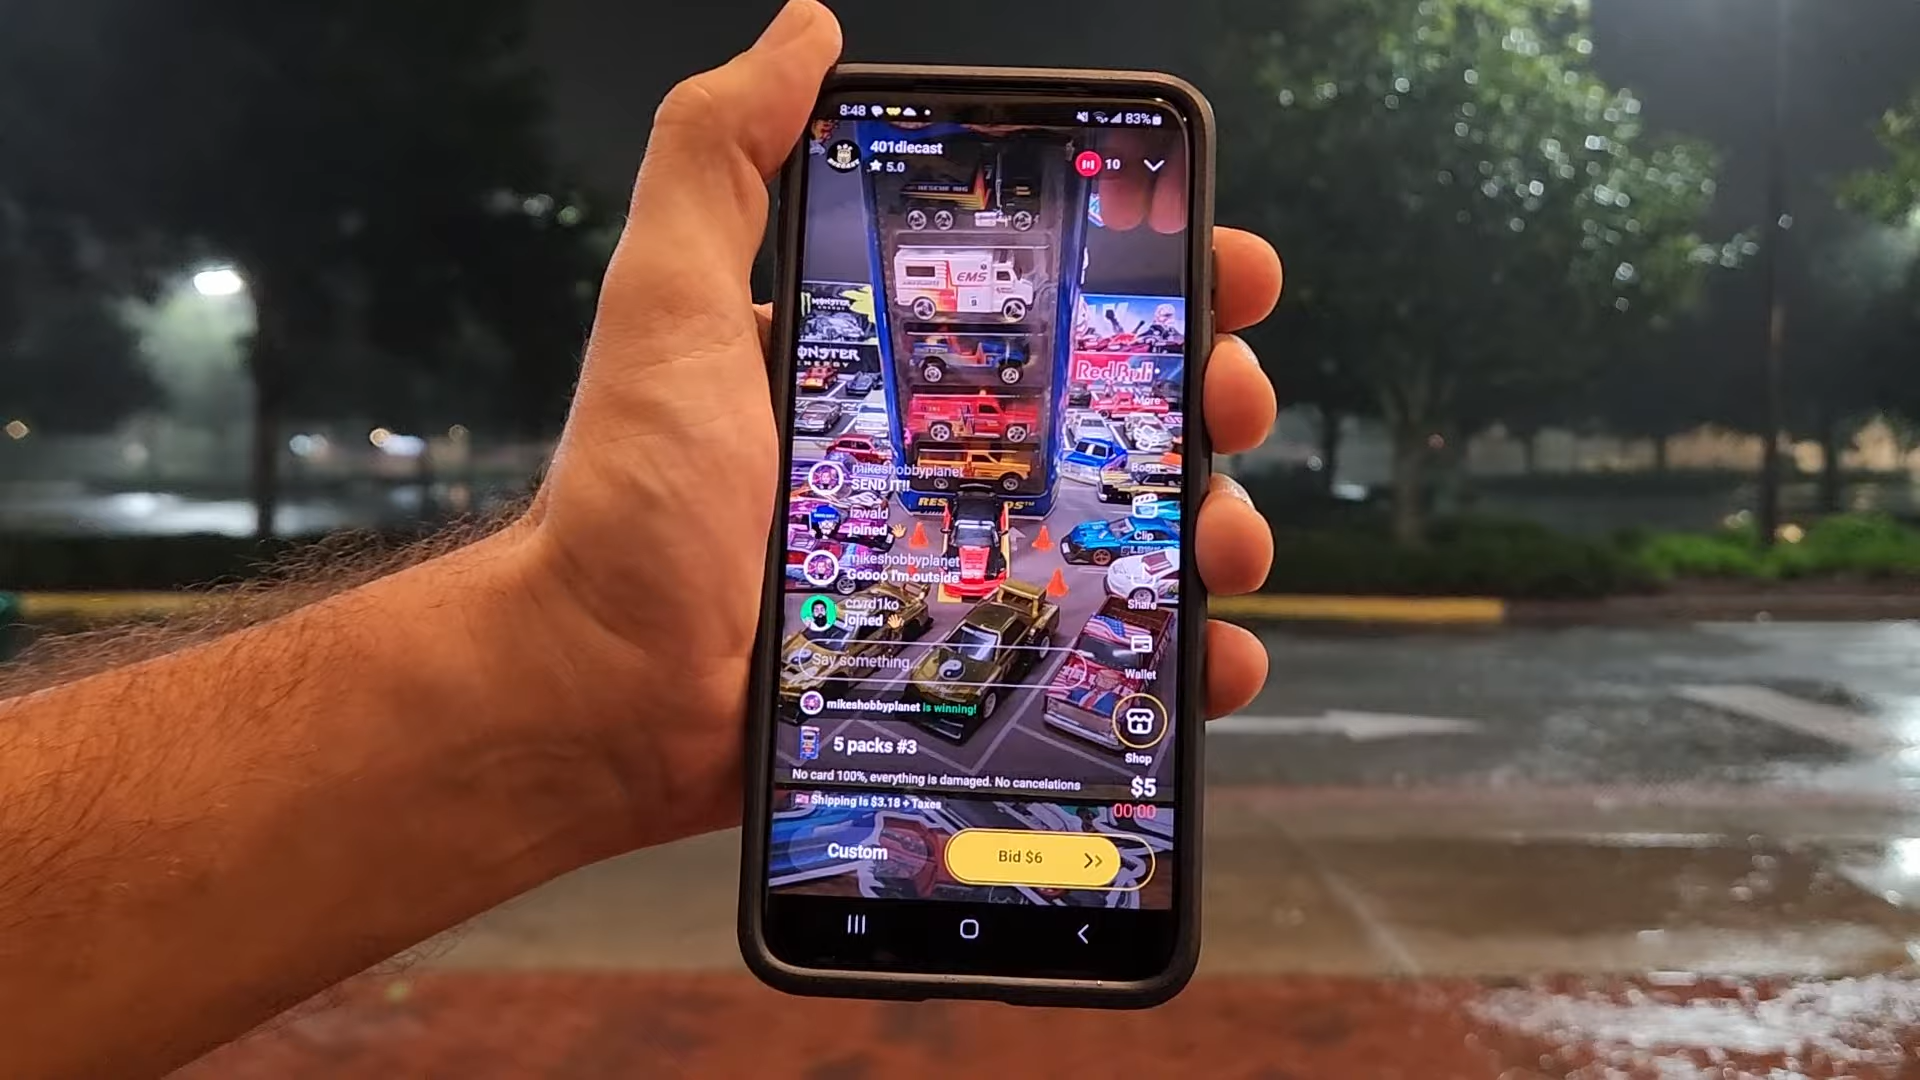 8:48
83%
401diecast
5.0
10
EMS
MONSTER
ENERGY
Red Bull
More
mikeshobbyplanet
SEND IT!!
Boost
izwald
joined
Clip
mikeshobbyplanet
Goooo I'm outside
crvrd1ko
joined
Share
Say something...
Wallet
mikeshobbyplanet is winning!
5 packs #3
Shop
No card 100%, everything is damaged. No cancelations
$5
Shipping is $3.18 + Taxes
00:00
Custom
Bid $6